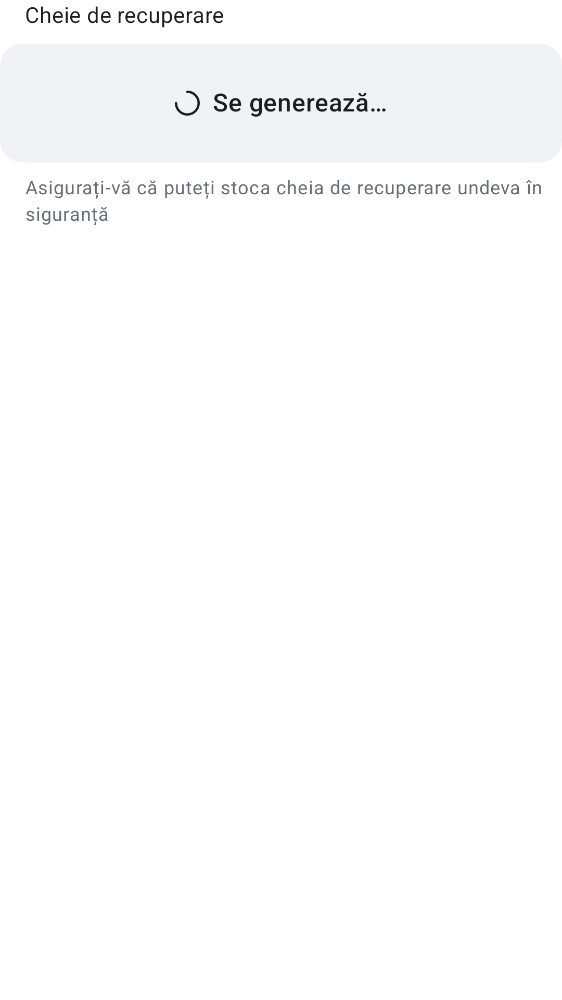 Cheie de recuperare
Se generează…
Asigurați-vă că puteți stoca cheia de recuperare undeva în
siguranță